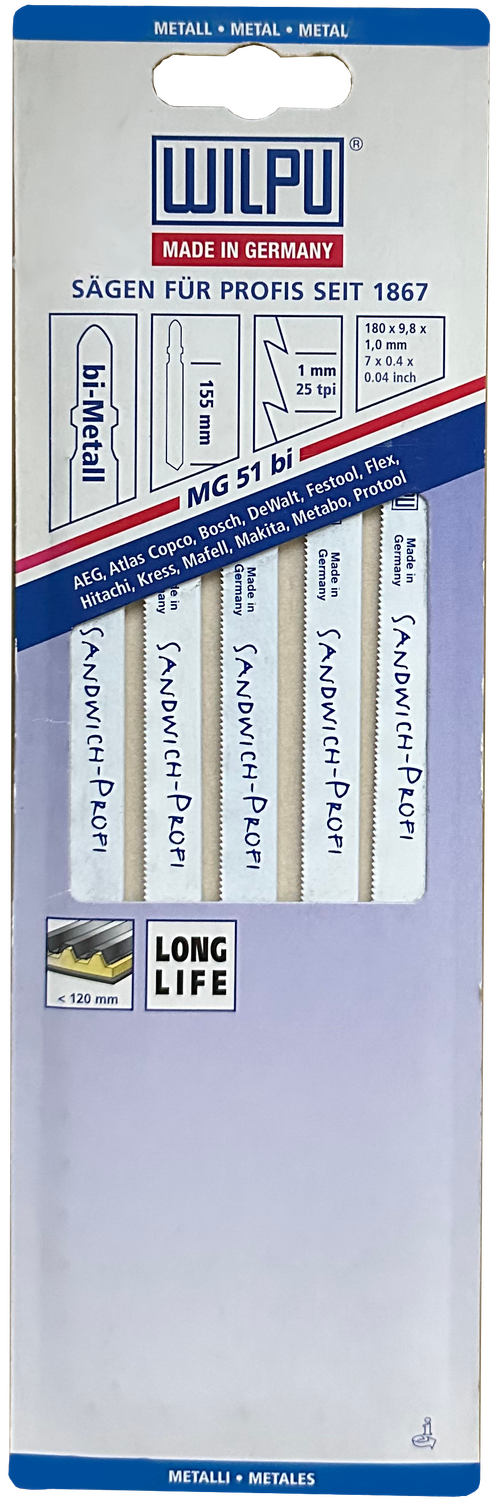 METALL • METAL • METAL
WILPU®
MADE IN GERMANY
SÄGEN FÜR PROFIS SEIT 1867
bi-Metall
155 mm
1 mm
25 tpi
180 x 9,8 x
1,0 mm
7 x 0.4 x
0.04 inch
MG 51 bi
AEG, Atlas Copco, Bosch, DeWalt, Festool, Flex,
Hitachi, Kress, Mafell, Makita, Metabo, Protool
SANDWICH-PROFI
Made in
Germany
SANDWICH-PROFI
Made in
Germany
SANDWICH-PROFI
Made in
Germany
SANDWICH-PROFI
Made in
Germany
SANDWICH-PROFI
< 120 mm
LONG
LIFE
i
METALLI • METALES